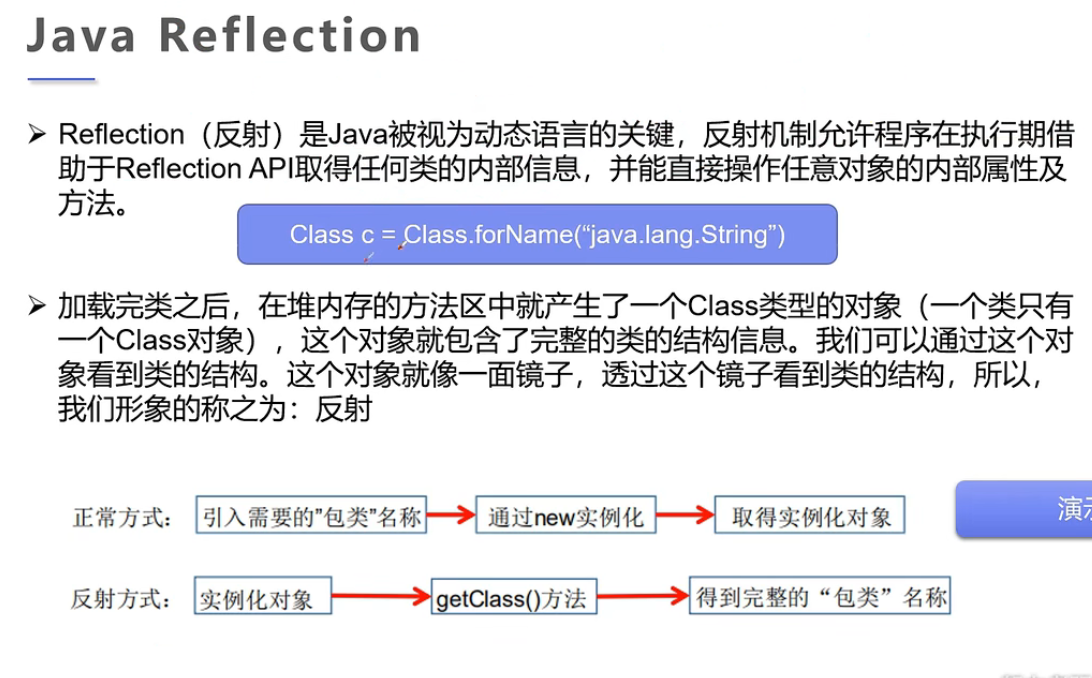 Java Reflection
➢ Reflection（反射）是Java被视为动态语言的关键，反射机制允许程序在执行期借
助于Reflection API取得任何类的内部信息，并能直接操作任意对象的内部属性及
方法。
Class c = Class.forName(“java.lang.String”)
➢ 加载完类之后，在堆内存的方法区中就产生了一个Class类型的对象（一个类只有
一个Class对象），这个对象就包含了完整的类的结构信息。我们可以通过这个对
象看到类的结构。这个对象就像一面镜子，透过这个镜子看到类的结构，所以，
我们形象的称之为：反射
正常方式： 引入需要的”包类”名称 通过new实例化 取得实例化对象
演示
反射方式： 实例化对象 getClass()方法 得到完整的“包类”名称